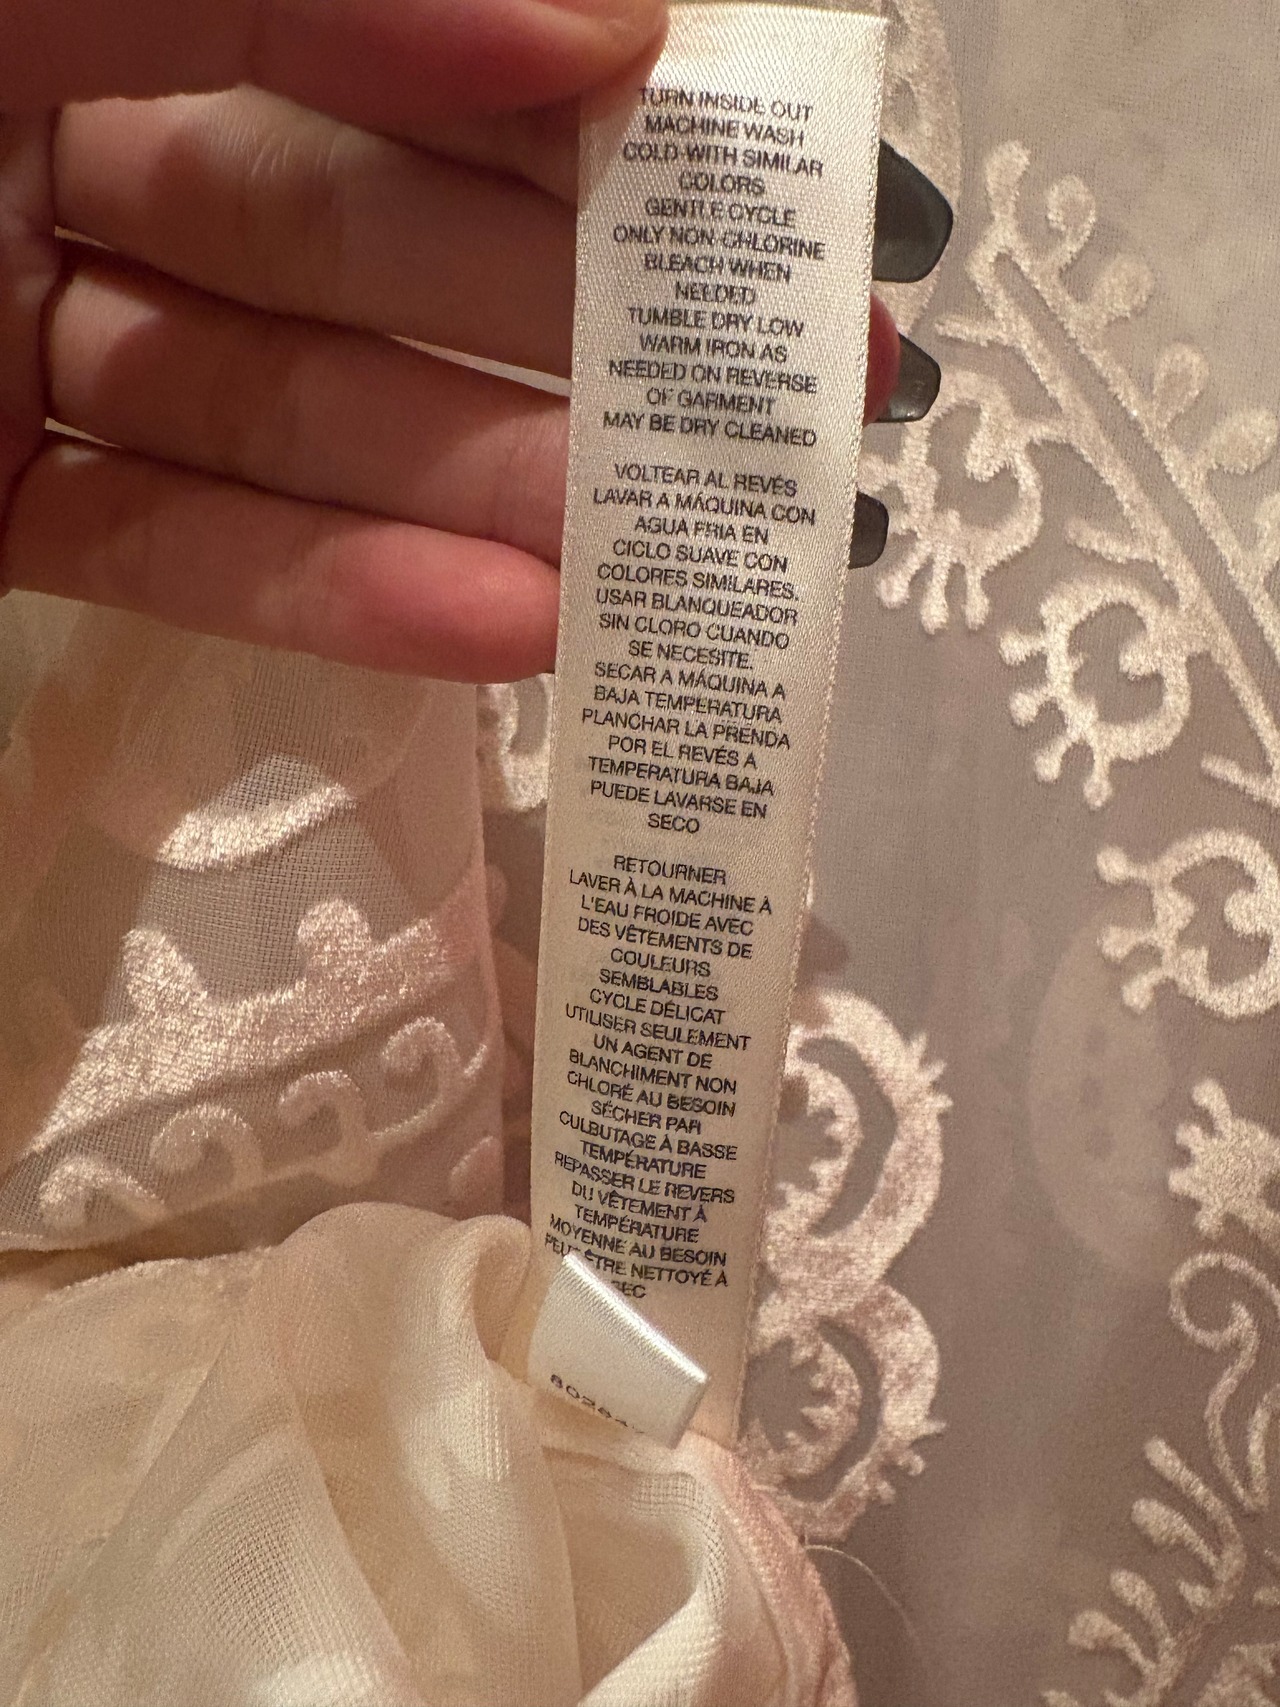 TURN INSIDE OUT
MACHINE WASH
COLD WITH SIMILAR
COLORS
GENTLE CYCLE
ONLY NON-CHLORINE
BLEACH WHEN
NEEDED
TUMBLE DRY LOW
WARM IRON AS
NEEDED ON REVERSE
OF GARMENT
MAY BE DRY CLEANED
VOLTEAR AL REVÉS
LAVAR A MÁQUINA CON
AGUA FRIA EN
CICLO SUAVE CON
COLORES SIMILARES.
USAR BLANQUEADOR
SIN CLORO CUANDO
SE NECESITE.
SECAR A MÁQUINA A
BAJA TEMPERATURA
PLANCHAR LA PRENDA
POR EL REVÉS A
TEMPERATURA BAJA
PUEDE LAVARSE EN
SECO
RETOURNER
LAVER À LA MACHINE À
L'EAU FROIDE AVEC
DES VÊTEMENTS DE
COULEURS
SEMBLABLES
CYCLE DÉLICAT
UTILISER SEULEMENT
UN AGENT DE
BLANCHIMENT NON
CHLORÉ AU BESOIN
SÉCHER PAR
CULBUTAGE À BASSE
TEMPÉRATURE
REPASSER LE REVERS
DU VÊTEMENT À
TEMPÉRATURE
MOYENNE AU BESOIN
ÊTRE NETTOYÉ À
SEC